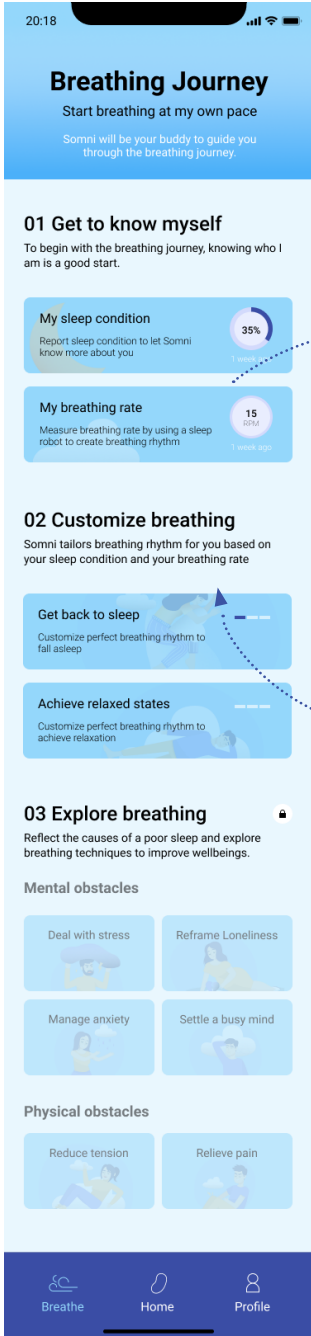 20:18
Breathing Journey
Start breathing at my own pace
Somni will be your buddy to guide you
through the breathing journey.
01 Get to know myself
To begin with the breathing journey, knowing who I
am is a good start.
My sleep condition
Report sleep condition to let Somni
know more about you
35%
1 week ago
My breathing rate
Measure breathing rate by using a sleep
robot to create breathing rhythm
15
RPM
1 week ago
02 Customize breathing
Somni tailors breathing rhythm for you based on
your sleep condition and your breathing rate
Get back to sleep
Customize perfect breathing rhythm to
fall asleep
Achieve relaxed states
Customize perfect breathing rhythm to
achieve relaxation
03 Explore breathing
Reflect the causes of a poor sleep and explore
breathing techniques to improve wellbeings.
Mental obstacles
Deal with stress
Reframe Loneliness
Manage anxiety
Settle a busy mind
Physical obstacles
Reduce tension
Relieve pain
Breathe
Home
Profile